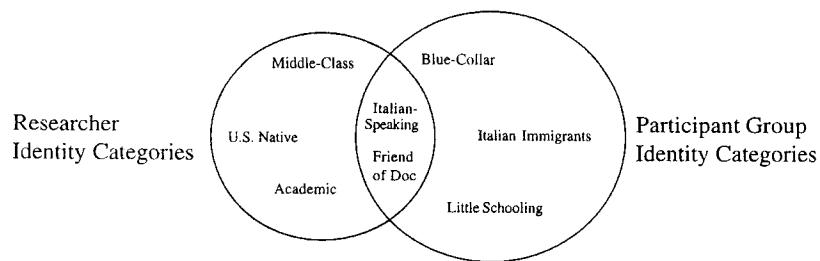 Middle-Class
Blue-Collar
Researcher
Identity Categories
U.S. Native
Italian-
Speaking
Friend
of Doc
Italian Immigrants
Participant Group
Identity Categories
Academic
Little Schooling